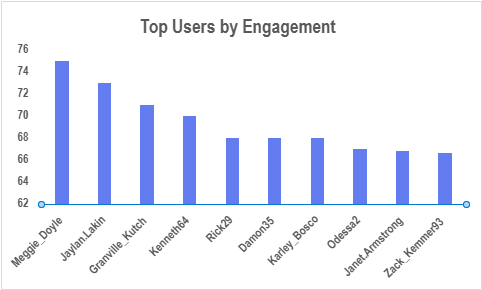 Top Users by Engagement
76
74
72
70
68
66
64
62
Meggie_Doyle
Jaylan.Lakin
Granville_Kutch
Kenneth64
Rick29
Damon35
Karley_Bosco
Odessa2
Janet.Armstrong
Zack_Kemmer93